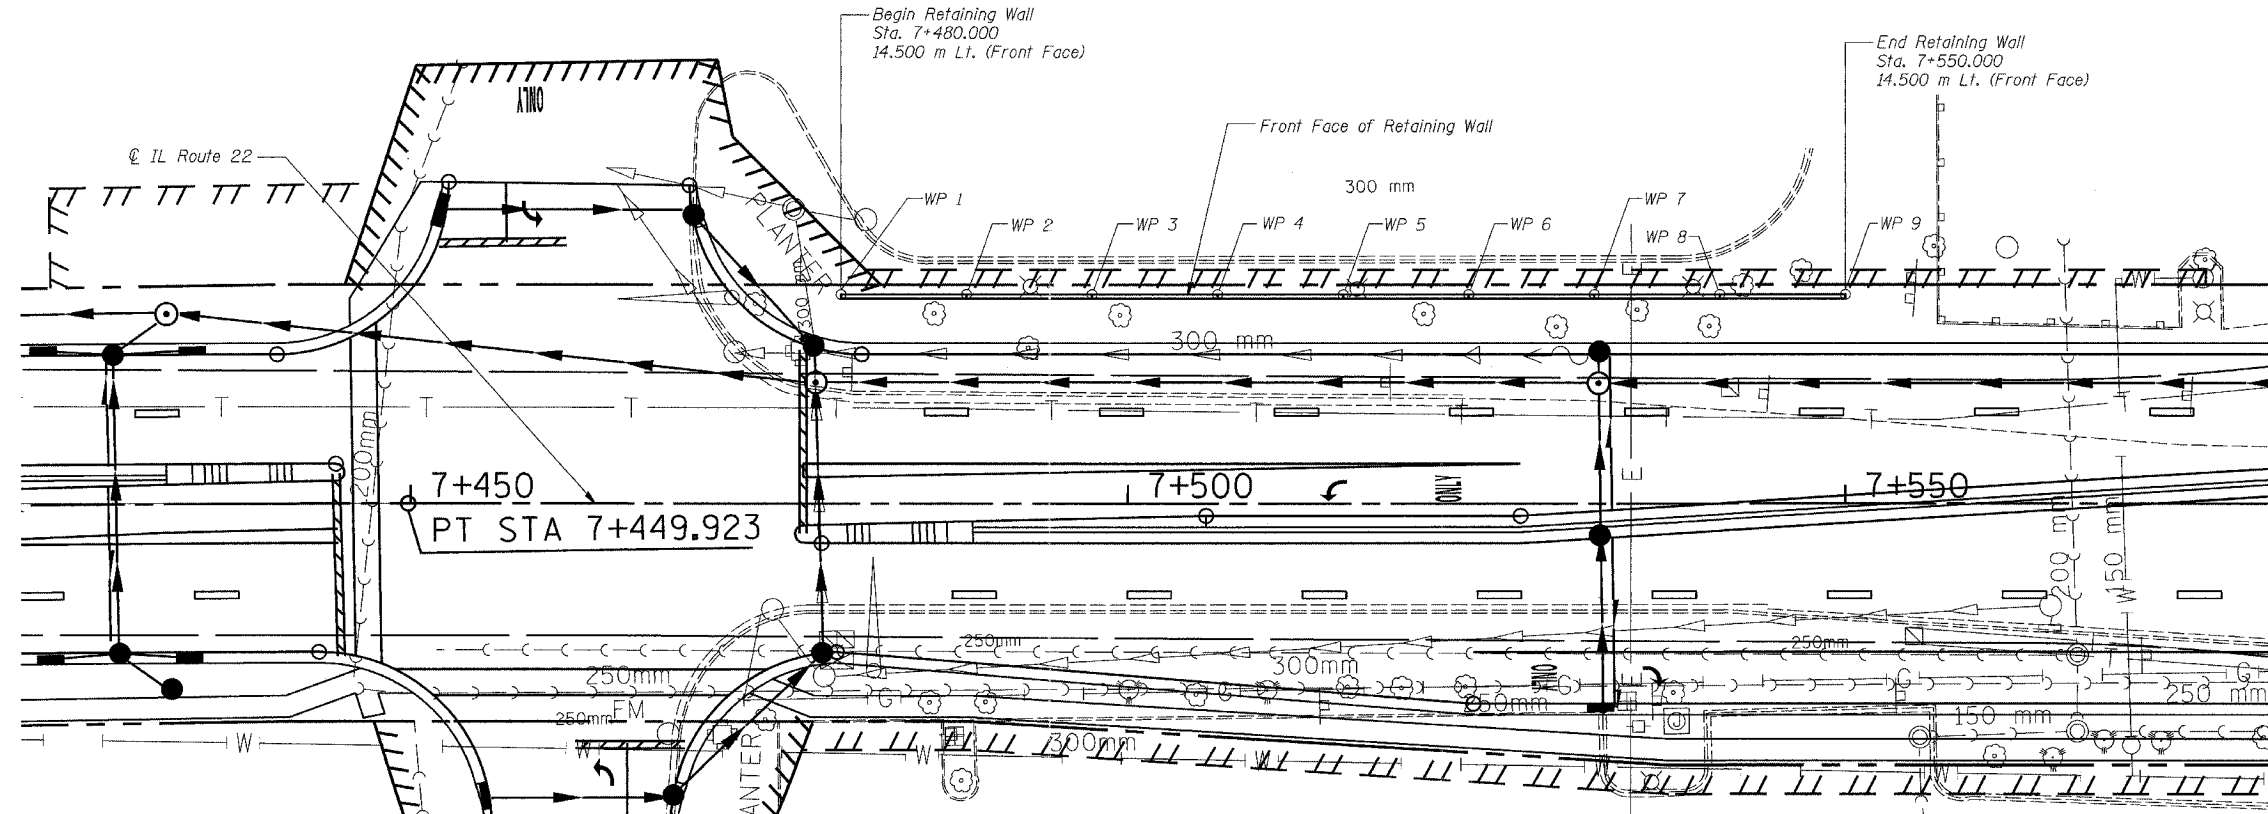 Begin Retaining Wall
Sta. 7+480.000
14.500 m Lt. (Front Face)
End Retaining Wall
Sta. 7+550.000
14.500 m Lt. (Front Face)
ONLY
Front Face of Retaining Wall
℄ IL Route 22
300 mm
PLANTER
WP 1
WP 2
WP 3
WP 4
WP 5
WP 6
WP 7
WP 8
WP 9
300 mm
W
300 mm
T
T
T
T
T
T
T
T
T
200mm
7+450
7+500
ONLY
E
7+550
PT STA 7+449.923
200 mm
150 mm
W
250mm
250mm
250mm
300mm
ONLY
G
G
G
G
250mm
250 mm
FM
250mm
150 mm
W
W
W
300mm
W
W
ANTER